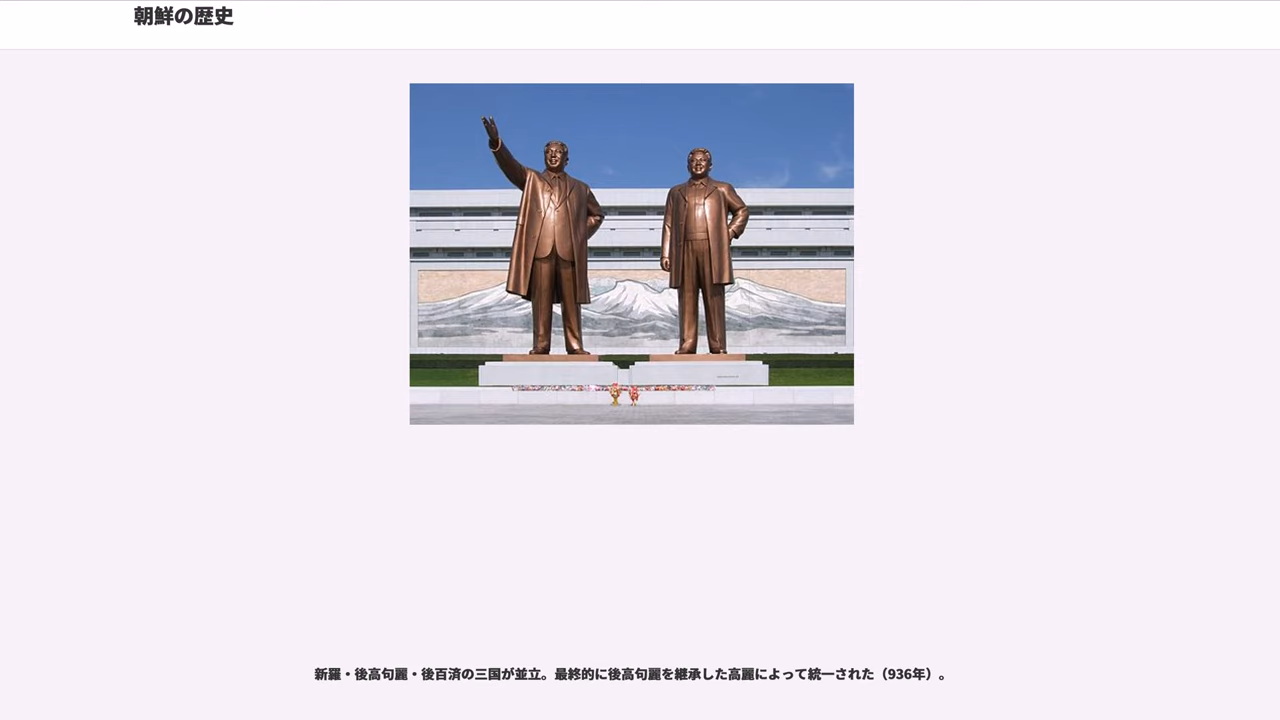 朝鮮の歴史
新羅・後高句麗・後百済の三国が並立。最終的に後高句麗を継承した高麗によって統一された（936年）。